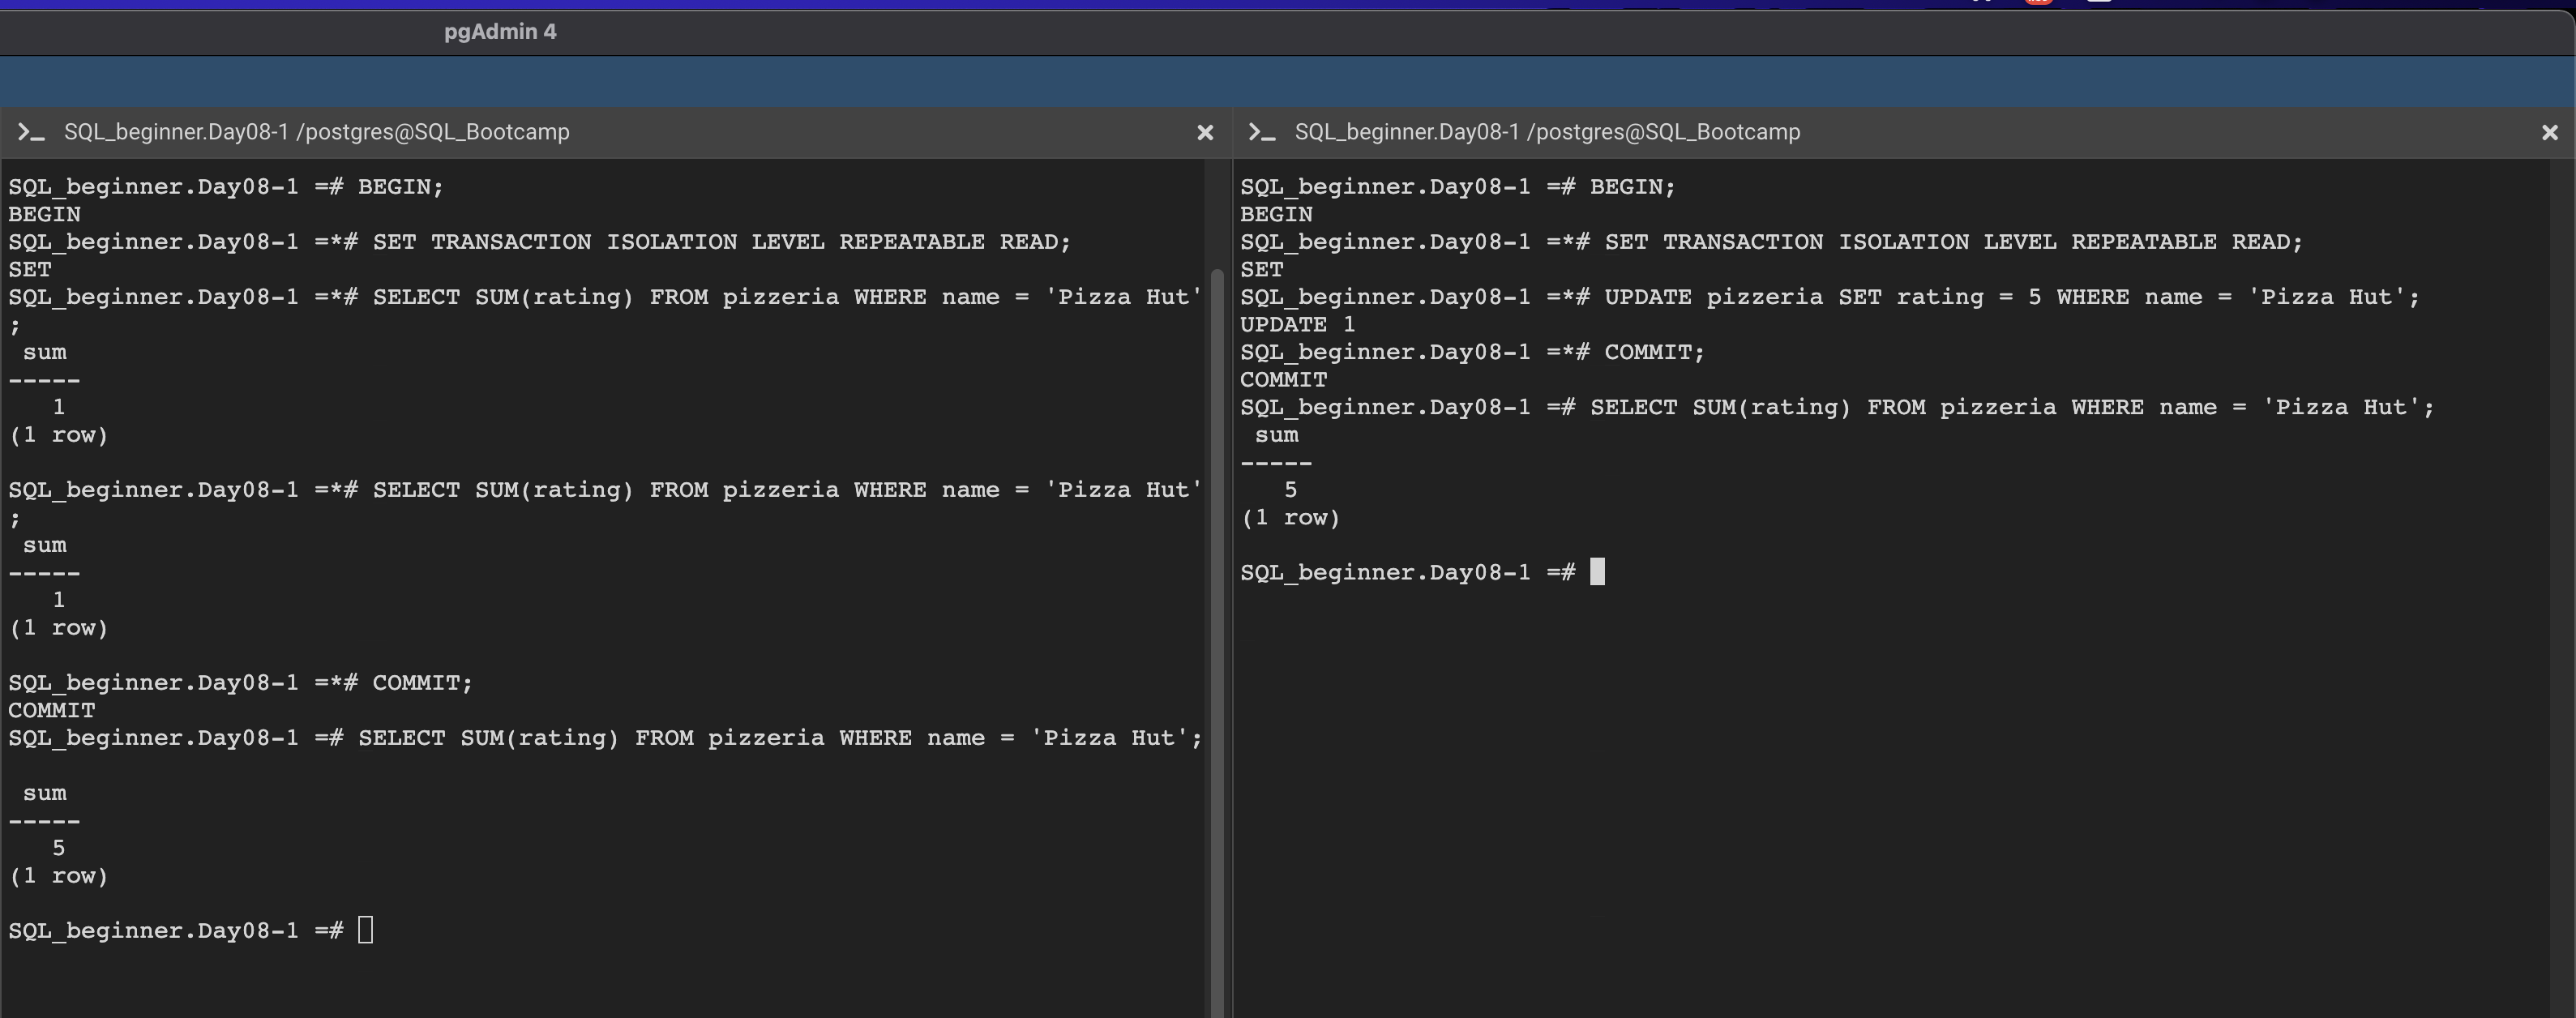 pgAdmin 4
SQL_beginner.Day08-1 /postgres@SQL_Bootcamp
SQL_beginner.Day08-1 =# BEGIN;
BEGIN
SQL_beginner.Day08-1 =*# SET TRANSACTION ISOLATION LEVEL REPEATABLE READ;
SET
SQL_beginner.Day08-1 =*# SELECT SUM(rating) FROM pizzeria WHERE name = 'Pizza Hut'
;
sum
-----
1
(1 row)
SQL_beginner.Day08-1 =*# SELECT SUM(rating) FROM pizzeria WHERE name = 'Pizza Hut'
;
sum
-----
1
(1 row)
SQL_beginner.Day08-1 =*# COMMIT;
COMMIT
SQL_beginner.Day08-1 =# SELECT SUM(rating) FROM pizzeria WHERE name = 'Pizza Hut';
sum
-----
5
(1 row)
SQL_beginner.Day08-1 =#
SQL_beginner.Day08-1 /postgres@SQL_Bootcamp
SQL_beginner.Day08-1 =# BEGIN;
BEGIN
SQL_beginner.Day08-1 =*# SET TRANSACTION ISOLATION LEVEL REPEATABLE READ;
SET
SQL_beginner.Day08-1 =*# UPDATE pizzeria SET rating = 5 WHERE name = 'Pizza Hut';
UPDATE 1
SQL_beginner.Day08-1 =*# COMMIT;
COMMIT
SQL_beginner.Day08-1 =# SELECT SUM(rating) FROM pizzeria WHERE name = 'Pizza Hut';
sum
-----
5
(1 row)
SQL_beginner.Day08-1 =#